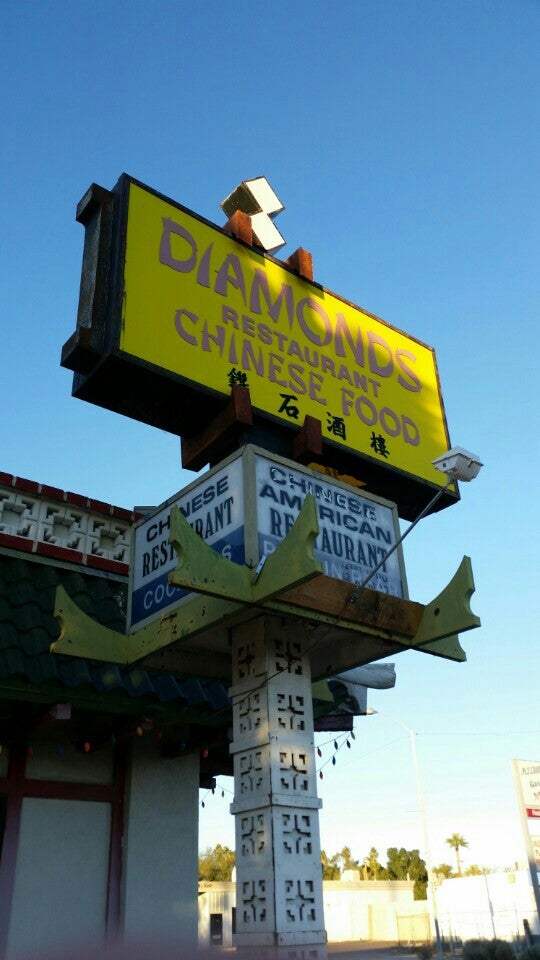 DIAMONDS
RESTAURANT
CHINESE FOOD
鑽石酒樓
CHINESE
RESTAURANT
CHINESE
AMERICAN
RESTAURANT